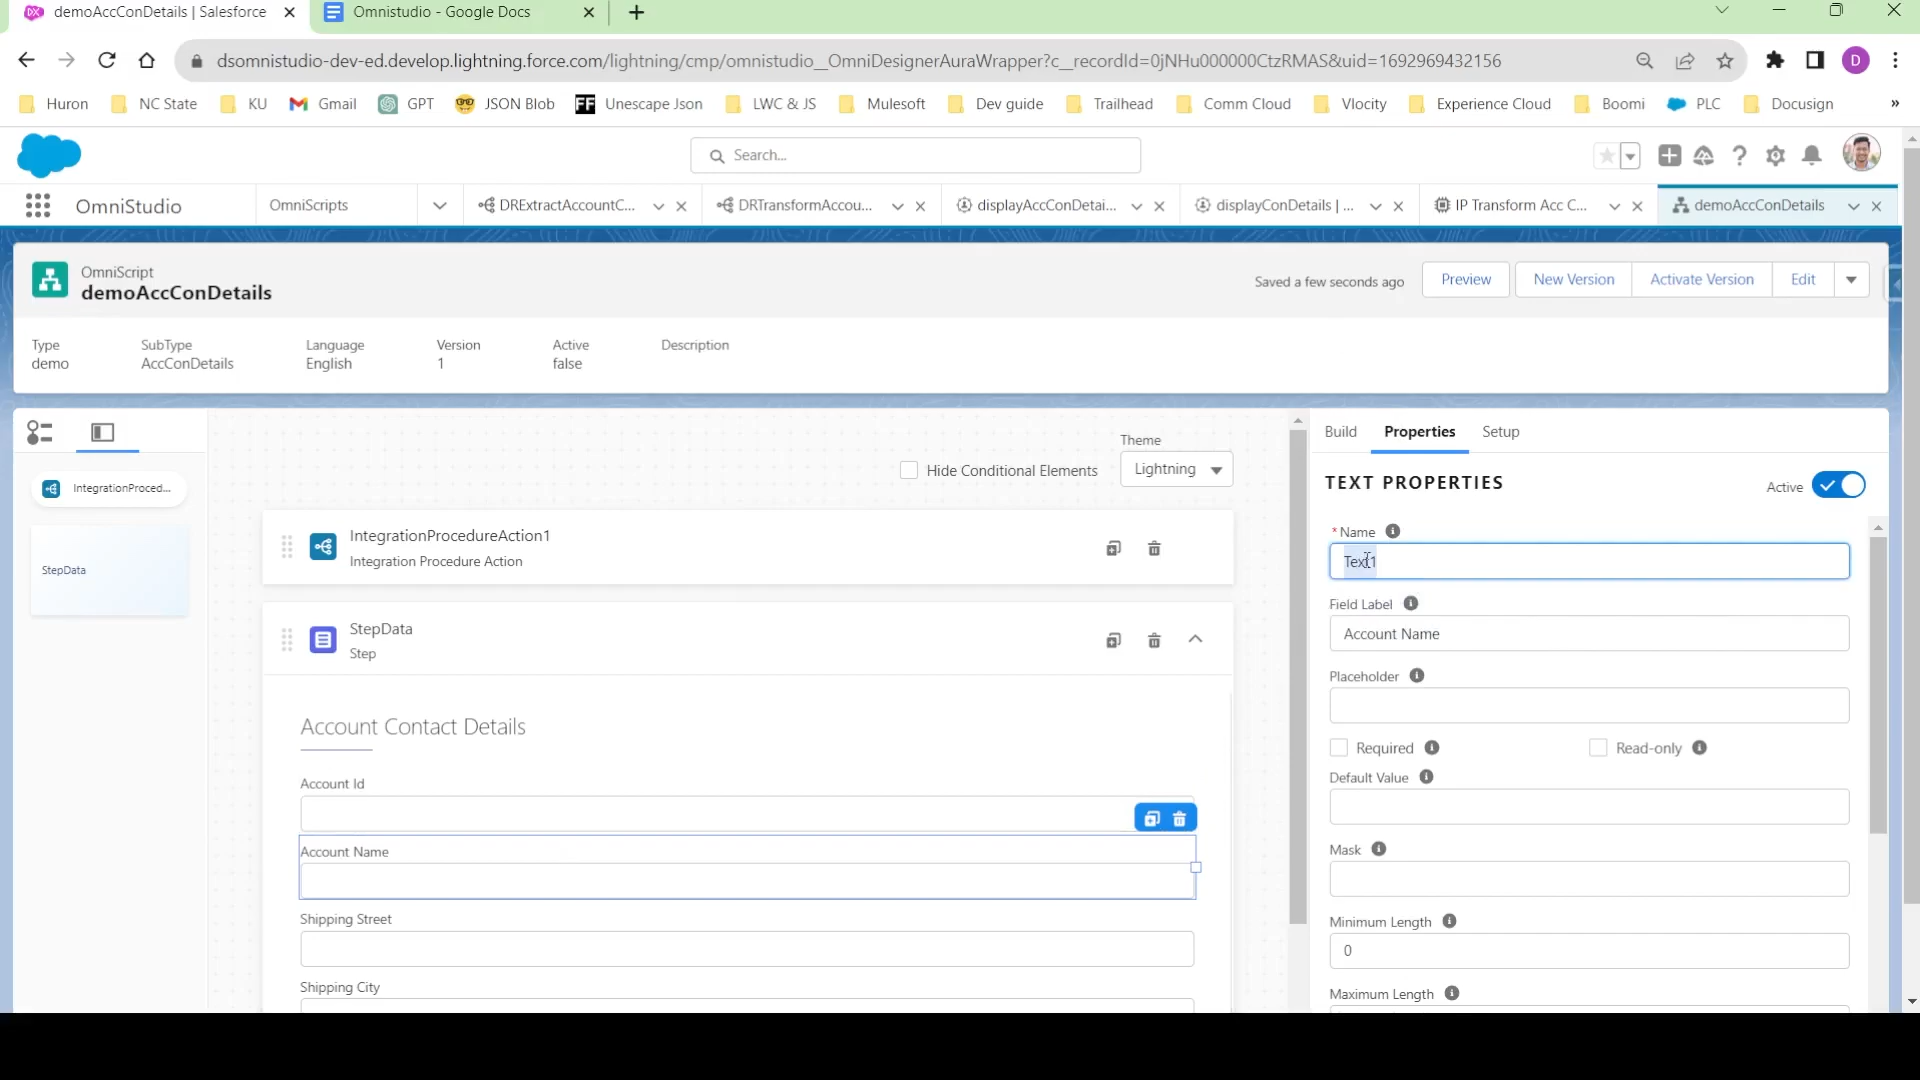 demoAccConDetails | Salesforce
Omnistudio - Google Docs
dsomnistudio-dev-ed.develop.lightning.force.com/lightning/cmp/omnistudio__OmniDesignerAuraWrapper?c__recordId=0jNHu000000CtzRMAS&uid=1692969432156
D
Huron
NC State
KU
Gmail
GPT
JSON Blob
Unescape Json
LWC & JS
Mulesoft
Dev guide
Trailhead
Comm Cloud
Vlocity
Experience Cloud
Boomi
PLC
Docusign
»
Search...
OmniStudio
OmniScripts
DRExtractAccountC...
DRTransformAccou...
displayAccConDetai...
displayConDetails | ...
IP Transform Acc C...
demoAccConDetails
OmniScript
demoAccConDetails
Saved a few seconds ago
Preview
New Version
Activate Version
Edit
Type
SubType
Language
Version
Active
Description
demo
AccConDetails
English
1
false
IntegrationProced...
StepData
Hide Conditional Elements
Theme
Lightning
IntegrationProcedureAction1
Integration Procedure Action
StepData
Step
Account Contact Details
Account Id
Account Name
Shipping Street
Shipping City
Build
Properties
Setup
TEXT PROPERTIES
Active
* Name
Text1
Field Label
Account Name
Placeholder
Required
Read-only
Default Value
Mask
Minimum Length
0
Maximum Length